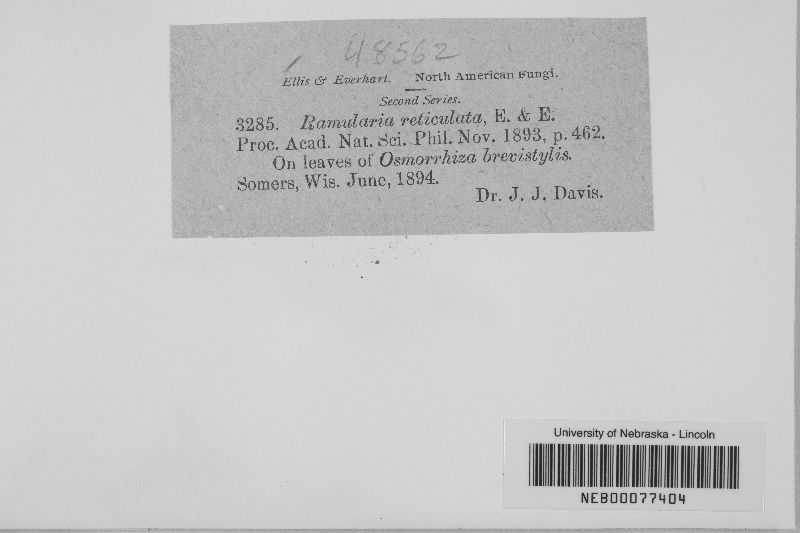 48562
Ellis & Everhart. North American Fungi.
Second Series.
3285. Ramularia reticulata, E. & E.
Proc. Acad. Nat. Sci. Phil. Nov. 1893, p. 462.
On leaves of Osmorrhiza brevistylis.
Somers, Wis. June, 1894.
Dr. J. J. Davis.
University of Nebraska - Lincoln
NEB00077404